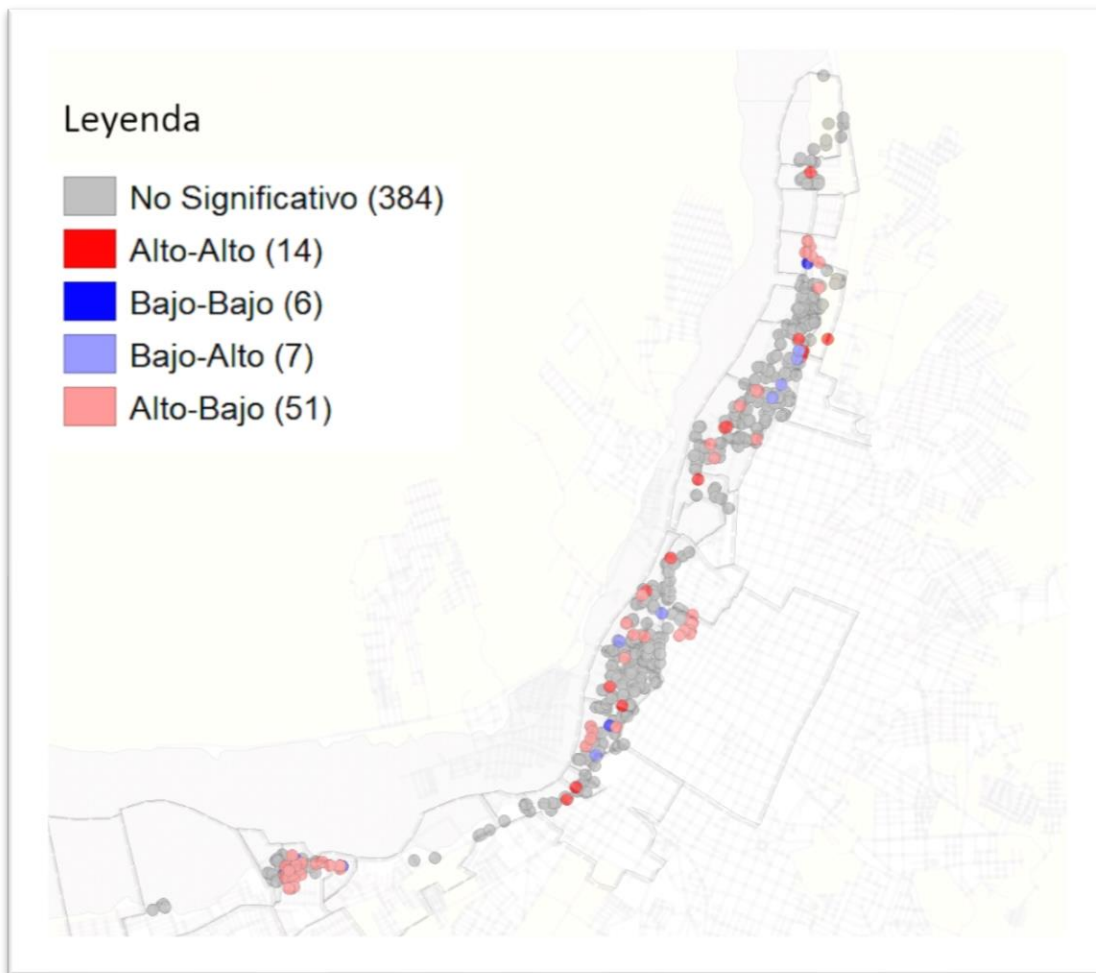 Leyenda
No Significativo (384)
Alto-Alto (14)
Bajo-Bajo (6)
Bajo-Alto (7)
Alto-Bajo (51)